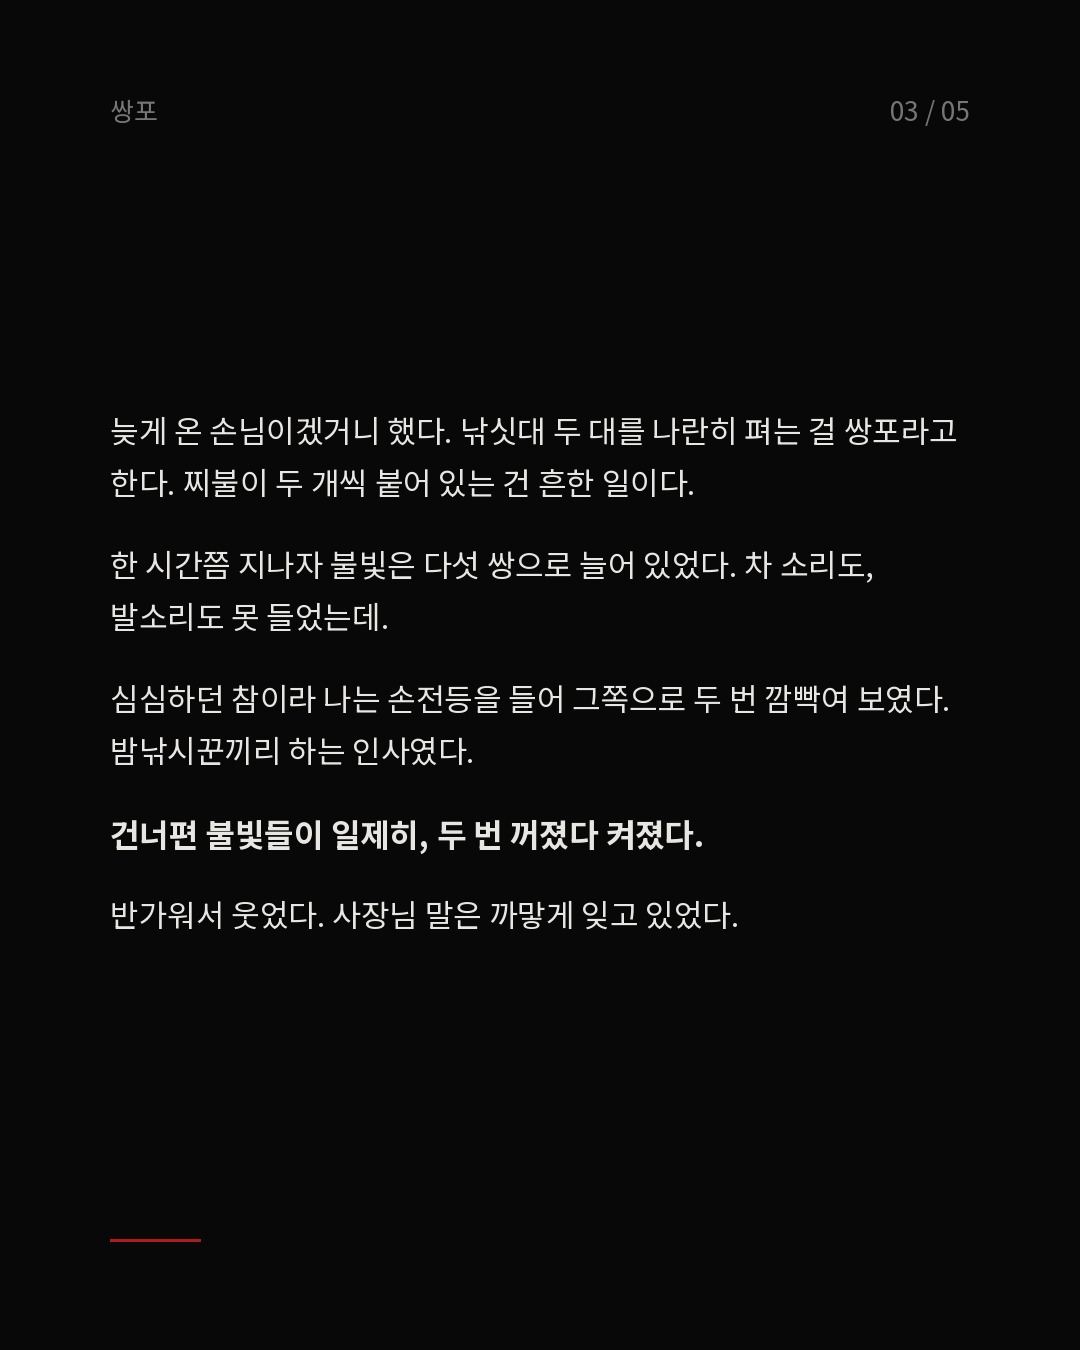 쌍포
03 / 05
늦게 온 손님이겠거니 했다. 낚싯대 두 대를 나란히 펴는 걸 쌍포라고
한다. 찌불이 두 개씩 붙어 있는 건 흔한 일이다.
한 시간쯤 지나자 불빛은 다섯 쌍으로 늘어 있었다. 차 소리도,
발소리도 못 들었는데.
심심하던 참이라 나는 손전등을 들어 그쪽으로 두 번 깜빡여 보였다.
밤낚시꾼끼리 하는 인사였다.
건너편 불빛들이 일제히, 두 번 꺼졌다 켜졌다.
반가워서 웃었다. 사장님 말은 까맣게 잊고 있었다.